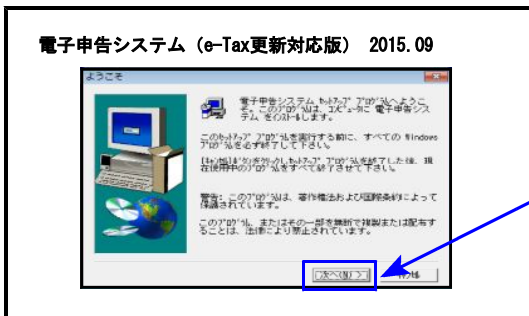 電子申告システム（e-Tax更新対応版） 2015.09
ようこそ
電子申告システム セットアップ プログラムへようこ
そ。このプログラムは、コンピュータに 電子申告シス
テム をインストールします。
このセットアップ プログラムを実行する前に、すべての Windows
プログラムを必ず終了して下さい。
[キャンセル]ボタンをクリックし、セットアップ プログラムを終了した後、現
在使用中のプログラムをすべて終了させて下さい。
警告: このプログラムは、著作権法および国際条約によって
保護されています。
このプログラム、またはその一部を無断で複製または配布す
ることは、法律により禁止されています。
次へ(N) >
キャンセル